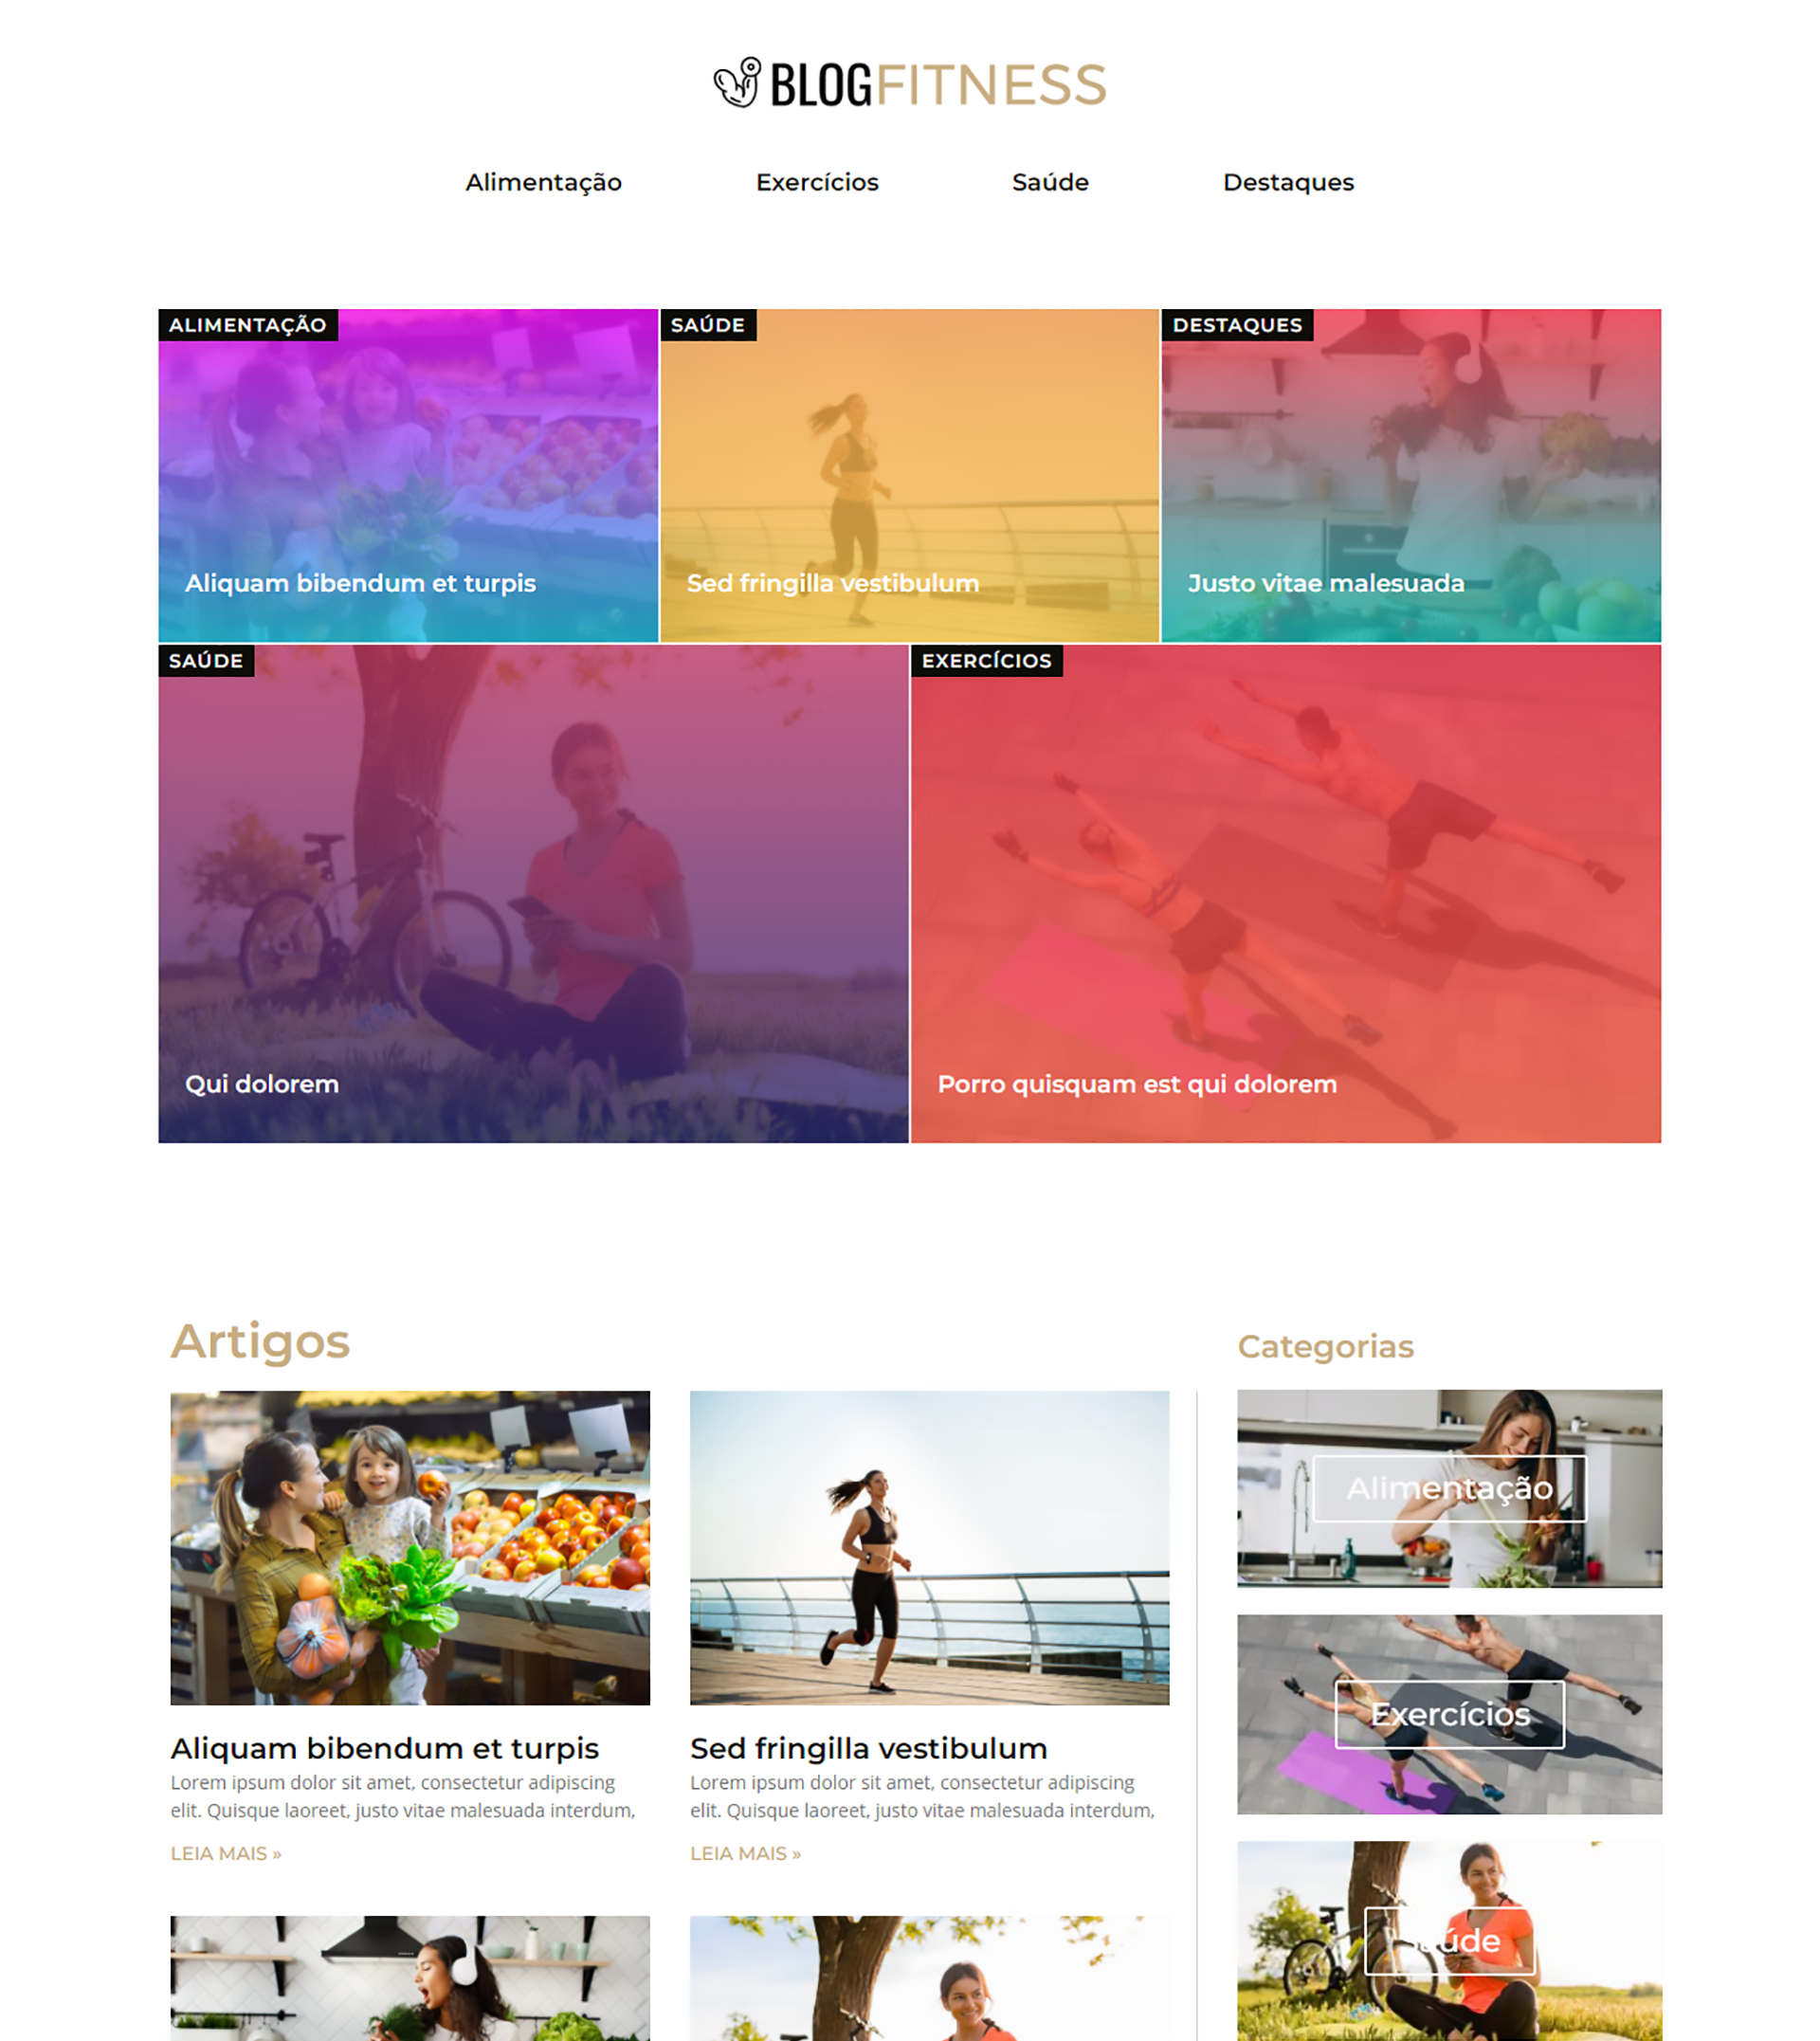 BLOGFITNESS
Alimentação
Exercícios
Saúde
Destaques
ALIMENTAÇÃO
Aliquam bibendum et turpis
SAÚDE
Sed fringilla vestibulum
DESTAQUES
Justo vitae malesuada
SAÚDE
Qui dolorem
EXERCÍCIOS
Porro quisquam est qui dolorem
Artigos
Aliquam bibendum et turpis
Lorem ipsum dolor sit amet, consectetur adipiscing
elit. Quisque laoreet, justo vitae malesuada interdum,
LEIA MAIS »
Sed fringilla vestibulum
Lorem ipsum dolor sit amet, consectetur adipiscing
elit. Quisque laoreet, justo vitae malesuada interdum,
LEIA MAIS »
Categorias
Alimentação
Exercícios
Saúde